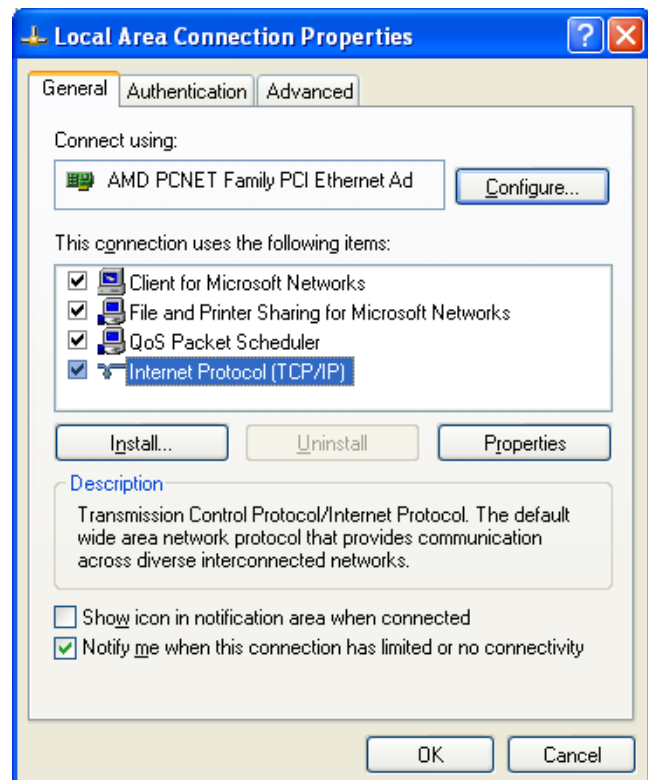 Local Area Connection Properties
General Authentication Advanced
Connect using:
AMD PCNET Family PCI Ethernet Ad
Configure...
This connection uses the following items:
Client for Microsoft Networks
File and Printer Sharing for Microsoft Networks
QoS Packet Scheduler
Internet Protocol (TCP/IP)
Install... Uninstall Properties
Description
Transmission Control Protocol/Internet Protocol. The default
wide area network protocol that provides communication
across diverse interconnected networks.
Show icon in notification area when connected
Notify me when this connection has limited or no connectivity
OK Cancel